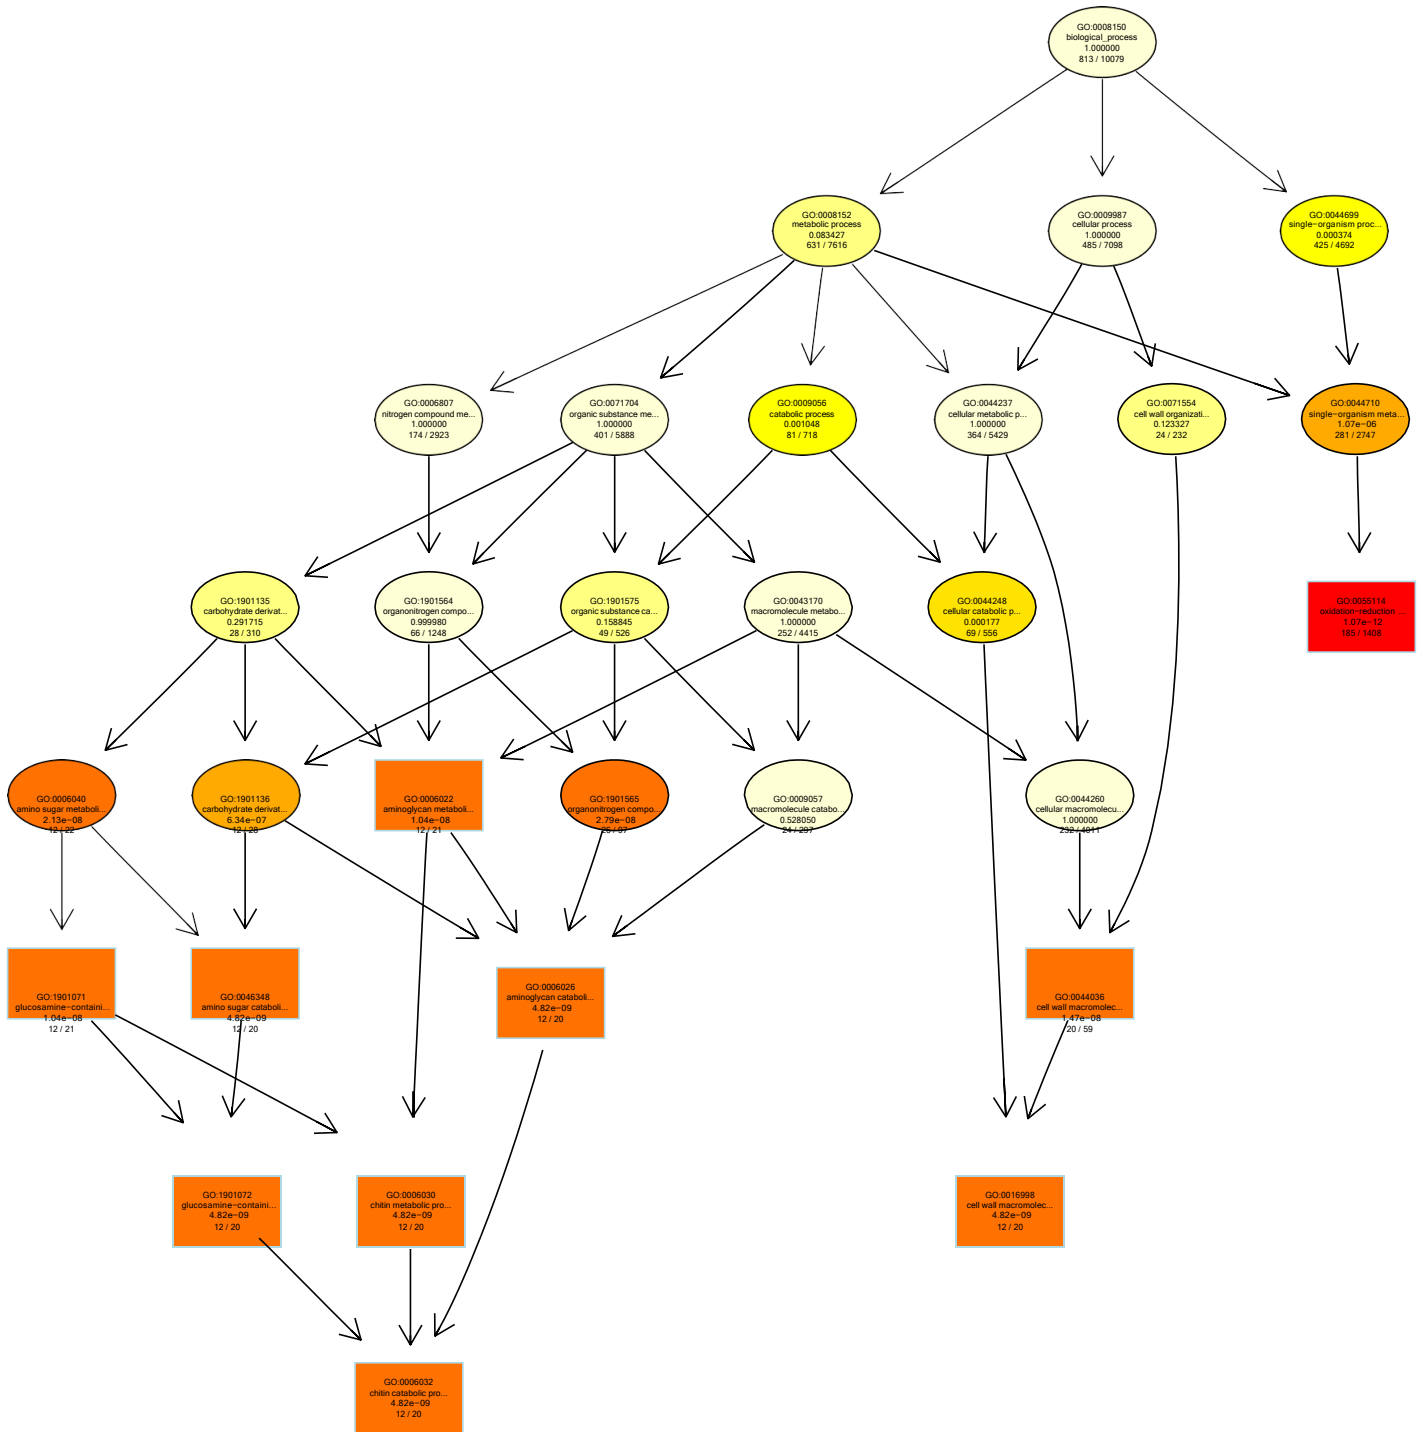 GO:0008150
biological_process
1.000000
813 / 10079
GO:0008152
metabolic process
0.083427
631 / 7616
GO:0009987
cellular process
1.000000
485 / 7098
GO:0044699
single−organism proc...
0.000374
425 / 4692
GO:0006807
nitrogen compound me...
1.000000
174 / 2923
GO:0071704
organic substance me...
1.000000
401 / 5888
GO:0009056
catabolic process
0.001048
81 / 718
GO:0044237
cellular metabolic p...
1.000000
364 / 5429
GO:0071554
cell wall organizati...
0.123327
24 / 232
GO:0044710
single−organism meta...
1.07e−06
281 / 2747
GO:1901135
carbohydrate derivat...
0.291715
28 / 310
GO:1901564
organonitrogen compo...
0.999980
66 / 1248
GO:1901575
organic substance ca...
0.158845
49 / 526
GO:0043170
macromolecule metabo...
1.000000
252 / 4415
GO:0044248
cellular catabolic p...
0.000177
69 / 556
GO:0055114
oxidation−reduction ...
1.07e−12
185 / 1408
GO:0006040
amino sugar metaboli...
2.13e−08
12 / 22
GO:1901136
carbohydrate derivat...
6.34e−07
12 / 28
GO:0006022
aminoglycan metaboli...
1.04e−08
12 / 21
GO:1901565
organonitrogen compo...
2.79e−08
26 / 97
GO:0009057
macromolecule catabo...
0.528050
24 / 297
GO:0044260
cellular macromolecu...
1.000000
232 / 4011
GO:1901071
glucosamine−containi...
1.04e−08
12 / 21
GO:0046348
amino sugar cataboli...
4.82e−09
12 / 20
GO:0006026
aminoglycan cataboli...
4.82e−09
12 / 20
GO:0044036
cell wall macromolec...
1.47e−08
20 / 59
GO:1901072
glucosamine−containi...
4.82e−09
12 / 20
GO:0006030
chitin metabolic pro...
4.82e−09
12 / 20
GO:0016998
cell wall macromolec...
4.82e−09
12 / 20
GO:0006032
chitin catabolic pro...
4.82e−09
12 / 20